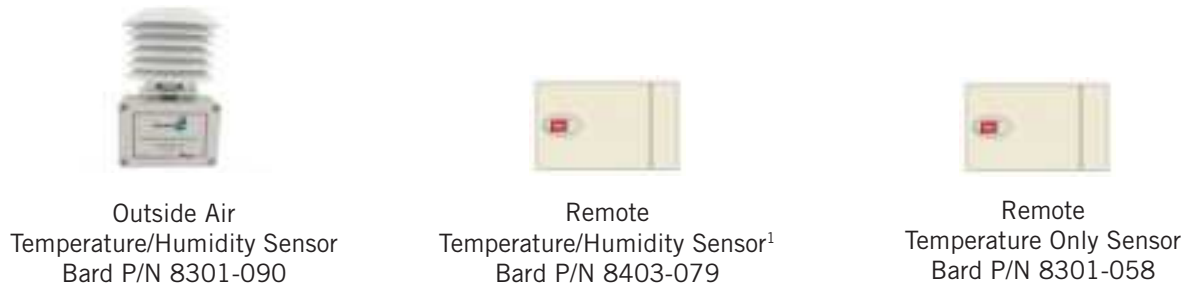 Outside Air
Temperature/Humidity Sensor
Bard P/N 8301-090
Remote
Temperature/Humidity Sensor1
Bard P/N 8403-079
Remote
Temperature Only Sensor
Bard P/N 8301-058